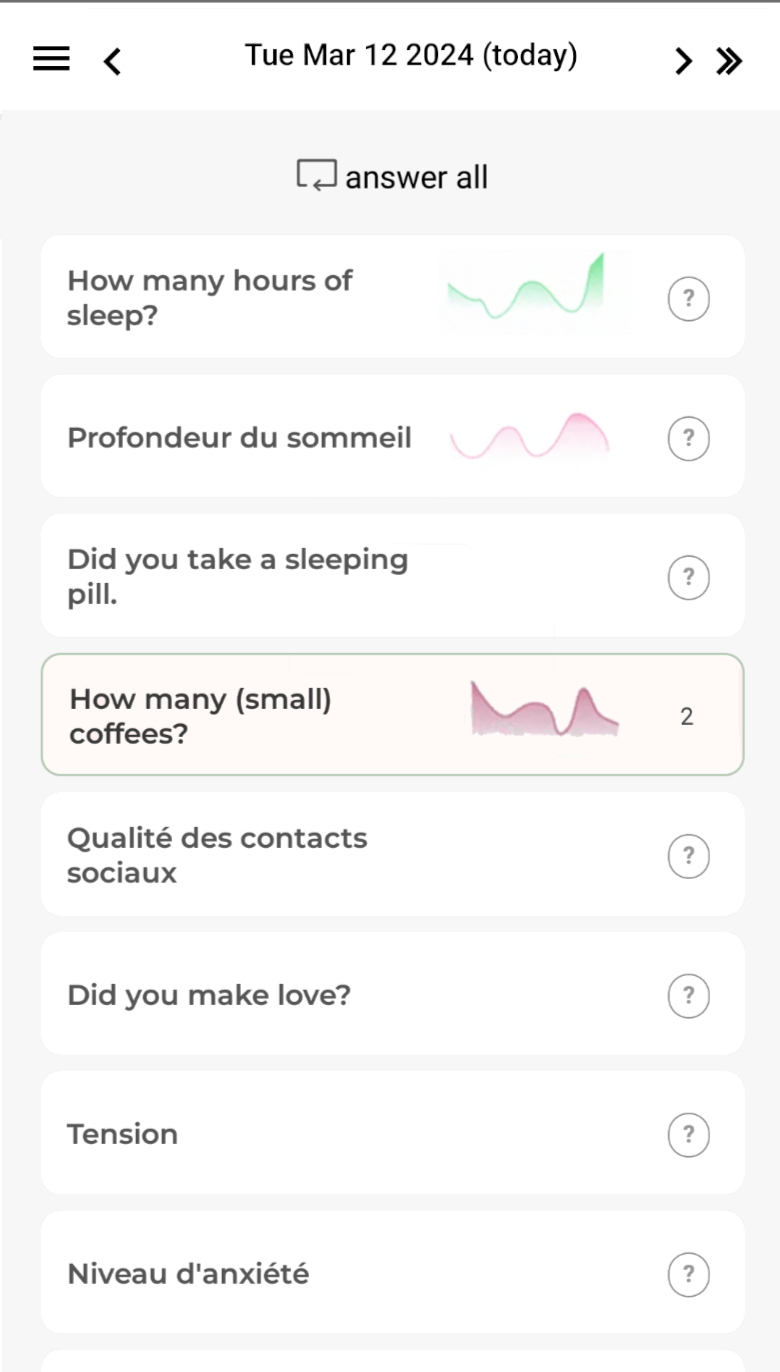 Tue Mar 12 2024 (today)
answer all
How many hours of
sleep?
?
Profondeur du sommeil
?
Did you take a sleeping
pill.
?
How many (small)
coffees?
2
Qualité des contacts
sociaux
?
Did you make love?
?
Tension
?
Niveau d'anxiété
?